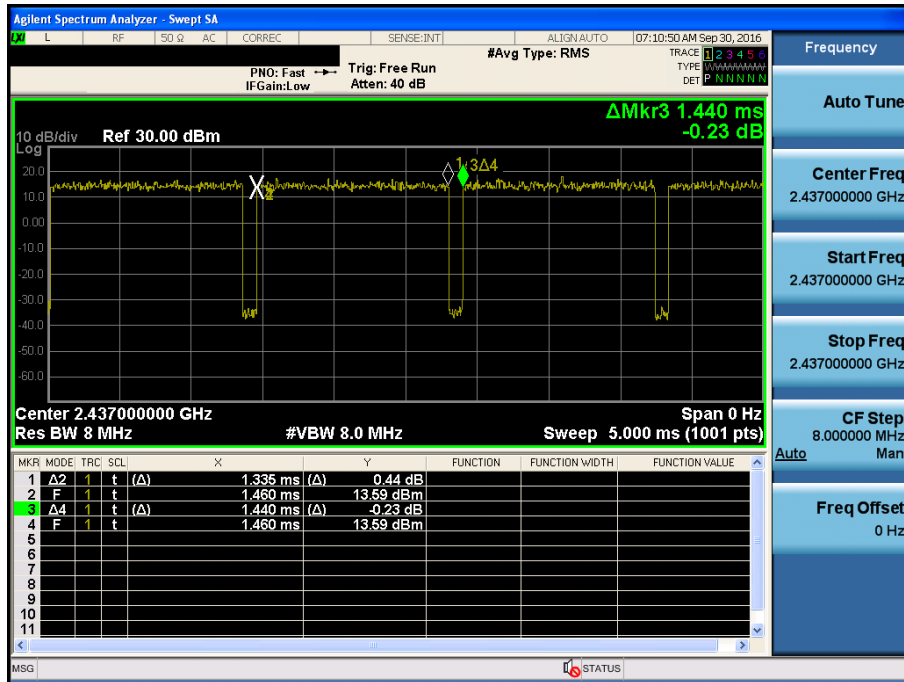 Agilent Spectrum Analyzer - Swept SA
LXI L RF 50 Ω AC CORREC SENSE:INT ALIGN AUTO 07:10:50 AM Sep 30, 2016
#Avg Type: RMS
TRACE 1 2 3 4 5 6
TYPE WWWWWW
DET P N N N N N
PNO: Fast Trig: Free Run
IFGain:Low Atten: 40 dB
ΔMkr3 1.440 ms
-0.23 dB
10 dB/div Ref 30.00 dBm
Log
20.0
10.0
0.00
-10.0
-20.0
-30.0
-40.0
-50.0
-60.0
3Δ4
Center 2.437000000 GHz Span 0 Hz
Res BW 8 MHz #VBW 8.0 MHz Sweep 5.000 ms (1001 pts)
MKR MODE TRC SCL X Y FUNCTION FUNCTION WIDTH FUNCTION VALUE
1 Δ2 1 t (Δ) 1.335 ms (Δ) 0.44 dB
2 F 1 t 1.460 ms 13.59 dBm
3 Δ4 1 t (Δ) 1.440 ms (Δ) -0.23 dB
4 F 1 t 1.460 ms 13.59 dBm
5
6
7
8
9
10
11
MSG STATUS
Frequency
Auto Tune
Center Freq
2.437000000 GHz
Start Freq
2.437000000 GHz
Stop Freq
2.437000000 GHz
CF Step
8.000000 MHz
Auto Man
Freq Offset
0 Hz